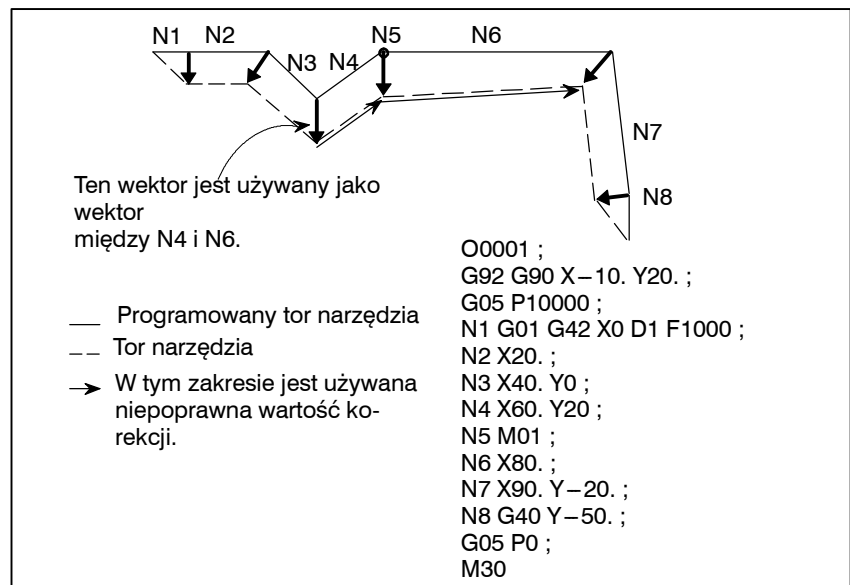 N1 N2 N3 N4 N5 N6
N7
N8
Ten wektor jest używany jako
wektor
między N4 i N6.
Programowany tor narzędzia
Tor narzędzia
W tym zakresie jest używana
niepoprawna wartość ko-
rekcji.
O0001 ;
G92 G90 X−10. Y20. ;
G05 P10000 ;
N1 G01 G42 X0 D1 F1000 ;
N2 X20. ;
N3 X40. Y0 ;
N4 X60. Y20 ;
N5 M01 ;
N6 X80. ;
N7 X90. Y−20. ;
N8 G40 Y−50. ;
G05 P0 ;
M30